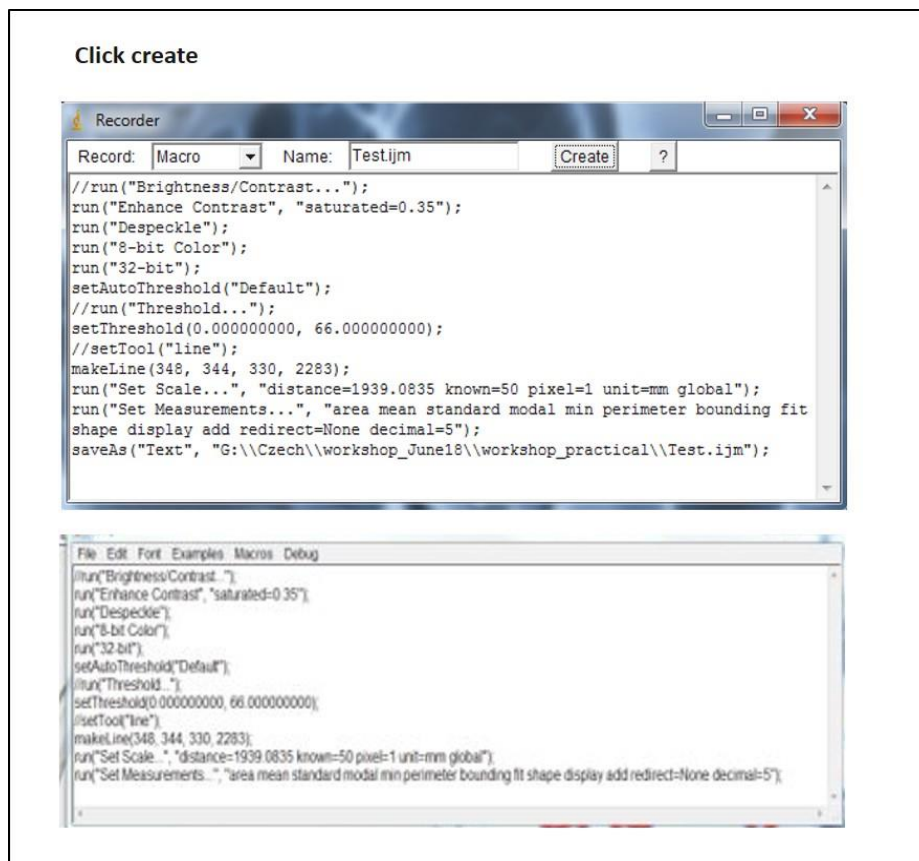 Click create
Recorder
Record: Macro Name: Test.ijm Create ?
//run("Brightness/Contrast...");
run("Enhance Contrast", "saturated=0.35");
run("Despeckle");
run("8-bit Color");
run("32-bit");
setAutoThreshold("Default");
//run("Threshold...");
setThreshold(0.000000000, 66.000000000);
//setTool("line");
makeLine(348, 344, 330, 2283);
run("Set Scale...", "distance=1939.0835 known=50 pixel=1 unit=mm global");
run("Set Measurements...", "area mean standard modal min perimeter bounding fit
shape display add redirect=None decimal=5");
saveAs("Text", "G:\\Czech\\workshop_June18\\workshop_practical\\Test.ijm");
File Edit Font Examples Macros Debug
//run("Brightness/Contrast...");
run("Enhance Contrast", "saturated=0.35");
run("Despeckle");
run("8-bit Color");
run("32-bit");
setAutoThreshold("Default");
//run("Threshold...");
setThreshold(0.000000000, 66.000000000);
//setTool("line");
makeLine(348, 344, 330, 2283);
run("Set Scale...", "distance=1939.0835 known=50 pixel=1 unit=mm global");
run("Set Measurements...", "area mean standard modal min perimeter bounding fit shape display add redirect=None decimal=5");